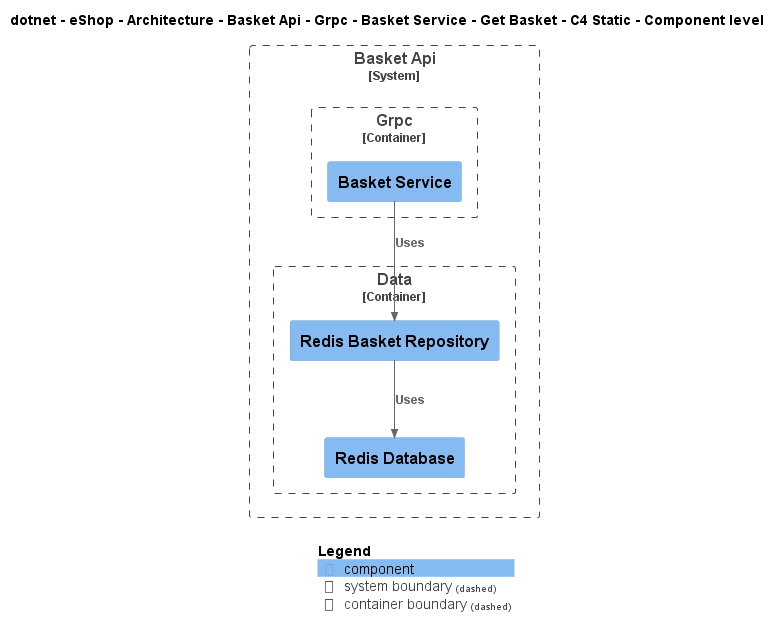 dotnet - eShop - Architecture - Basket Api - Grpc - Basket Service - Get Basket - C4 Static - Component level
Basket Api
[System]
Grpc
[Container]
Basket Service
Uses
Data
[Container]
Redis Basket Repository
Uses
Redis Database
Legend
component
system boundary (dashed)
container boundary (dashed)